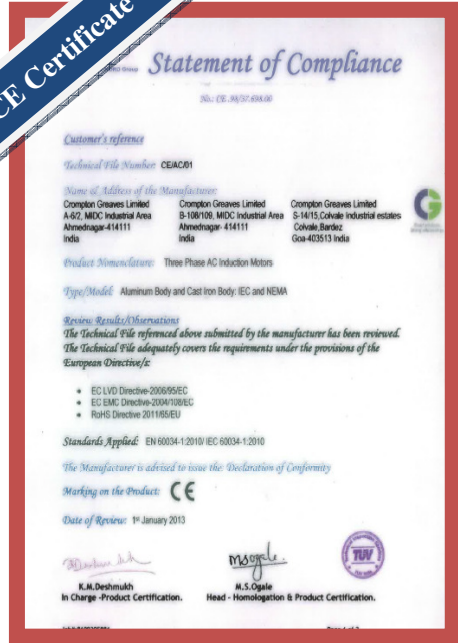 CE Certificate
Group
Statement of Compliance
No.: CE .99/57.698.00
Customer's reference
Technical File Number: CE/AC/01
Name of Address of the Manufacturer:
Crompton Greaves Limited
A-6/2, MIDC Industrial Area
Ahmednagar-414111
India
Crompton Greaves Limited
B-108/109, MIDC Industrial Area
Ahmednagar- 414111
India
Crompton Greaves Limited
S-14/15,Colvale industrial estates
Colvale,Bardez
Goa-403513 India
Product Nomenclature: Three Phase AC Induction Motors
Type/Model: Aluminum Body and Cast Iron Body: IEC and NEMA
Review Results/Observations
The Technical File referenced above submitted by the manufacturer has been reviewed.
The Technical File adequately covers the requirements under the provisions of the
European Directive/s:
• EC LVD Directive-2006/95/EC
• EC EMC Directive-2004/108/EC
• RoHS Directive 2011/65/EU
Standards Applied: EN 60034-1:2010/ IEC 60034-1:2010
The Manufacturer is advised to issue the Declaration of Conformity
Marking on the Product: CE
Date of Review: 1st January 2013
K.M.Deshmukh
In Charge -Product Certification.
M.S.Ogale
Head - Homologation & Product Certification.
TUV